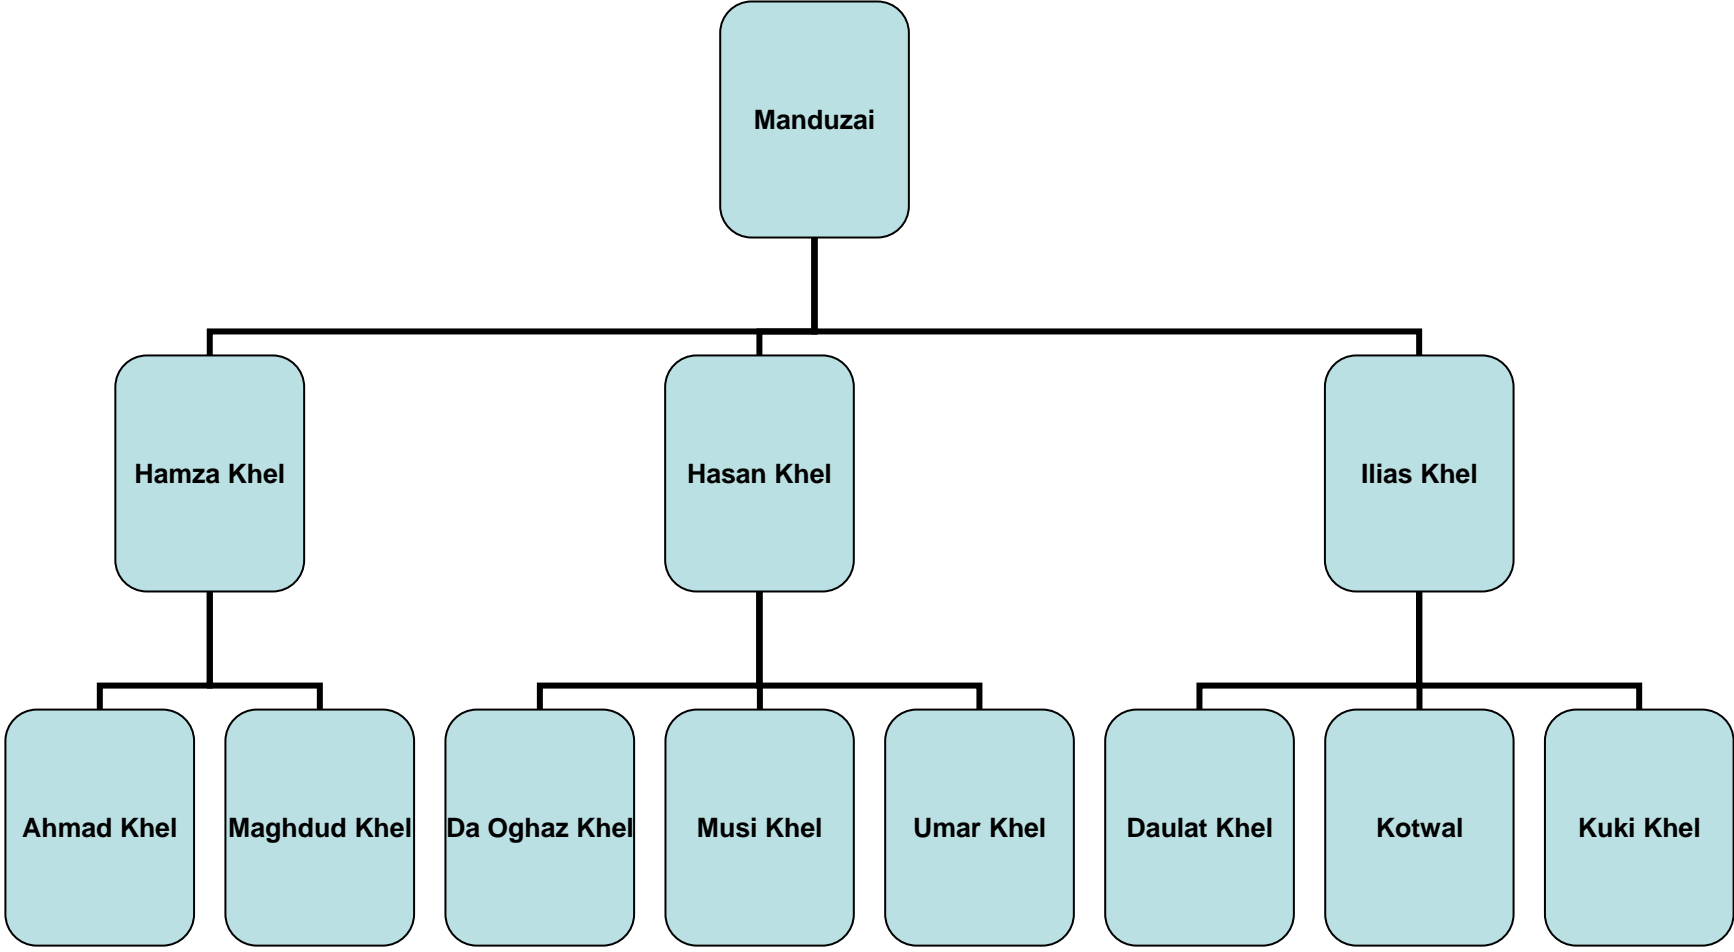 Manduzai
Hamza Khel
Hasan Khel
Ilias Khel
Ahmad Khel
Maghdud Khel
Da Oghaz Khel
Musi Khel
Umar Khel
Daulat Khel
Kotwal
Kuki Khel